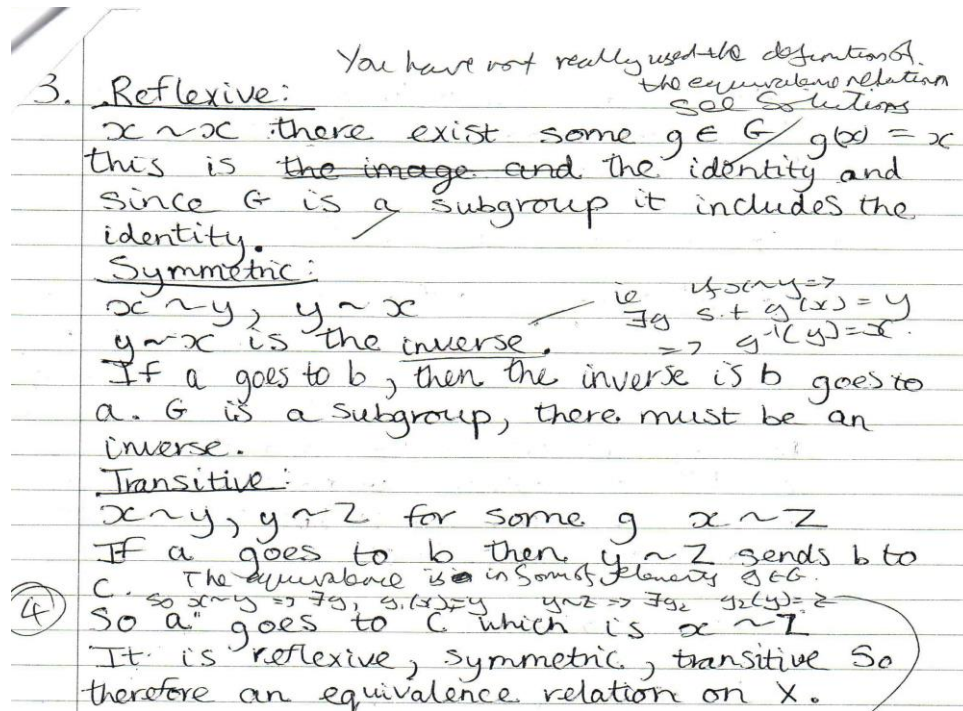 You have not really used the definition of
the equivalence relation
see Solutions
3. Reflexive:
x ~ x there exist some g ∈ G g(x) = x
this is the image and the identity and
since G is a subgroup it includes the
identity.
Symmetric:
x ~ y, y ~ x
ie if x~y =>
∃g s.t g(x) = y
y ~ x is the inverse.
=> g⁻¹(y) = x.
If a goes to b, then the inverse is b goes to
a. G is a subgroup, there must be an
inverse.
Transitive:
x ~ y, y ~ z for some g x ~ z
If a goes to b then y ~ z sends b to
The equivalence is in of elements g ∈ G.
C.
so x~y => ∃g₁ g₁(x)=y y~z => ∃g₂ g₂(y)=z
4
So a goes to C which is x ~ z
It is reflexive, symmetric, transitive so
therefore an equivalence relation on X.